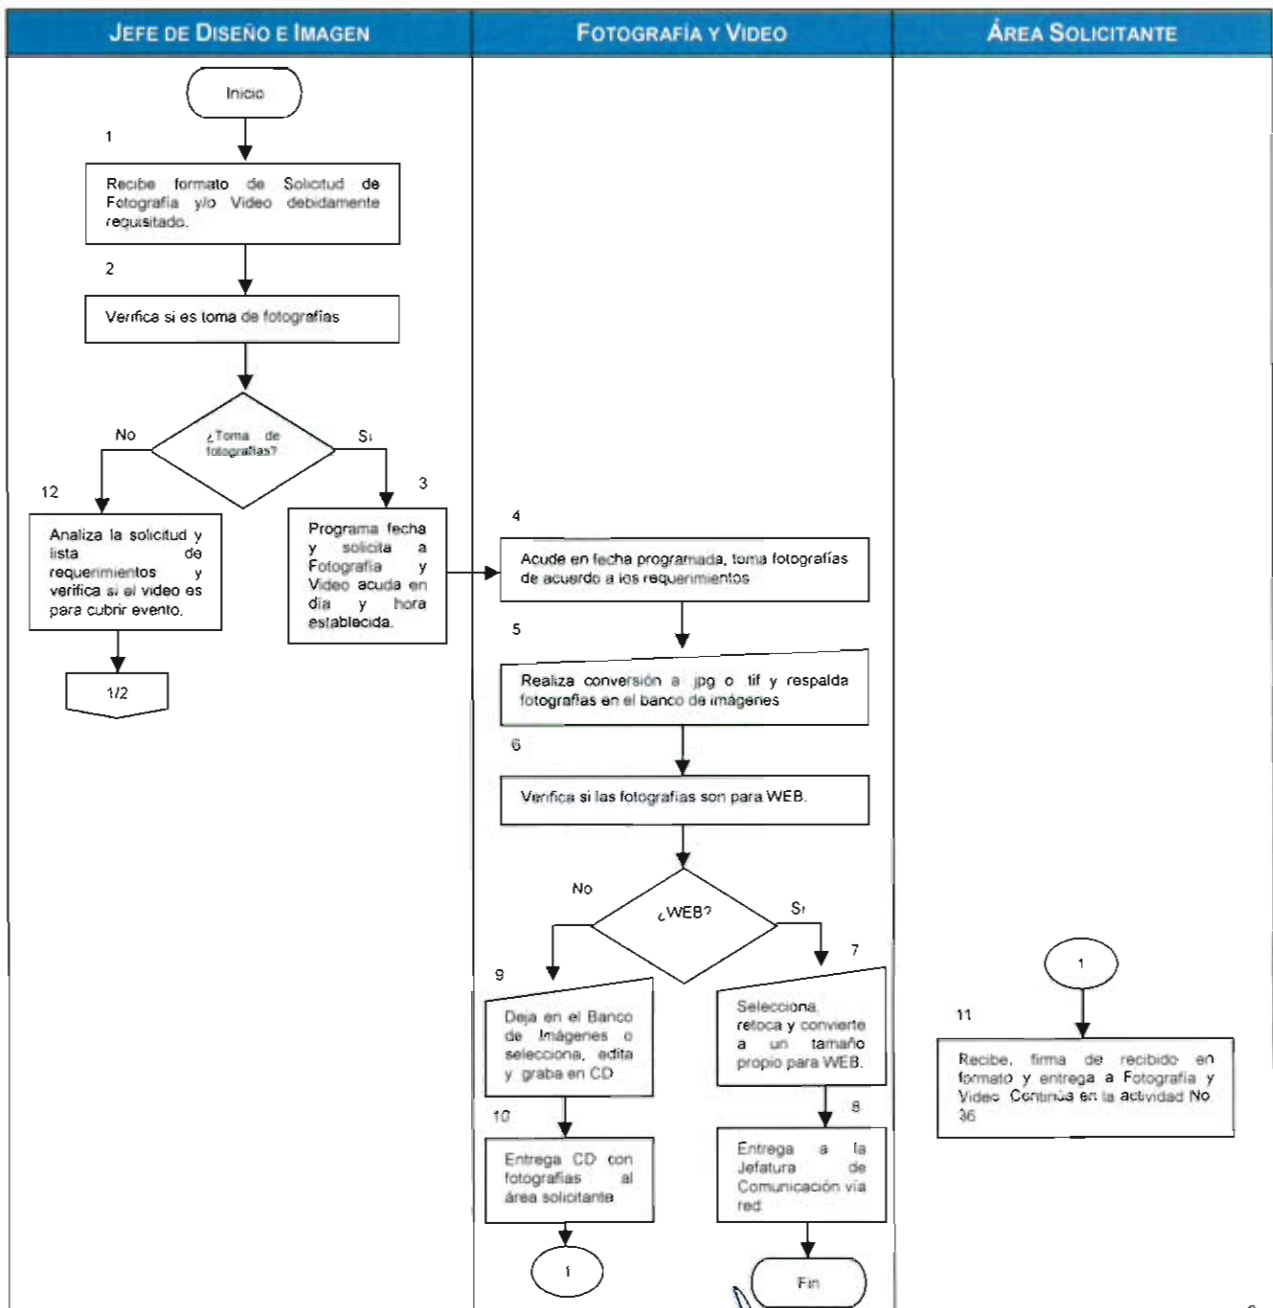 JEFE DE DISEÑO E IMAGEN
FOTOGRAFÍA Y VIDEO
ÁREA SOLICITANTE
Inicio
1
Recibe formato de Solicitud de
Fotografía y/o Video debidamente
requisitado.
2
Verifica si es toma de fotografías
¿Toma de
fotografías?
No
Si
12
Analiza la solicitud y
lista de
requerimientos y
verifica si el video es
para cubrir evento.
1/2
3
Programa fecha
y solicita a
Fotografía y
Video acuda en
día y hora
establecida.
4
Acude en fecha programada, toma fotografías
de acuerdo a los requerimientos
5
Realiza conversión a .jpg o .tif y respalda
fotografías en el banco de imágenes
6
Verifica si las fotografías son para WEB.
¿WEB?
No
Si
9
Deja en el Banco
de Imágenes o
selecciona, edita
y graba en CD
10
Entrega CD con
fotografías al
área solicitante
1
7
Selecciona,
retoca y convierte
a un tamaño
propio para WEB.
8
Entrega a la
Jefatura de
Comunicación vía
red
Fin
1
11
Recibe, firma de recibido en
formato y entrega a Fotografía y
Video Continúa en la actividad No
36